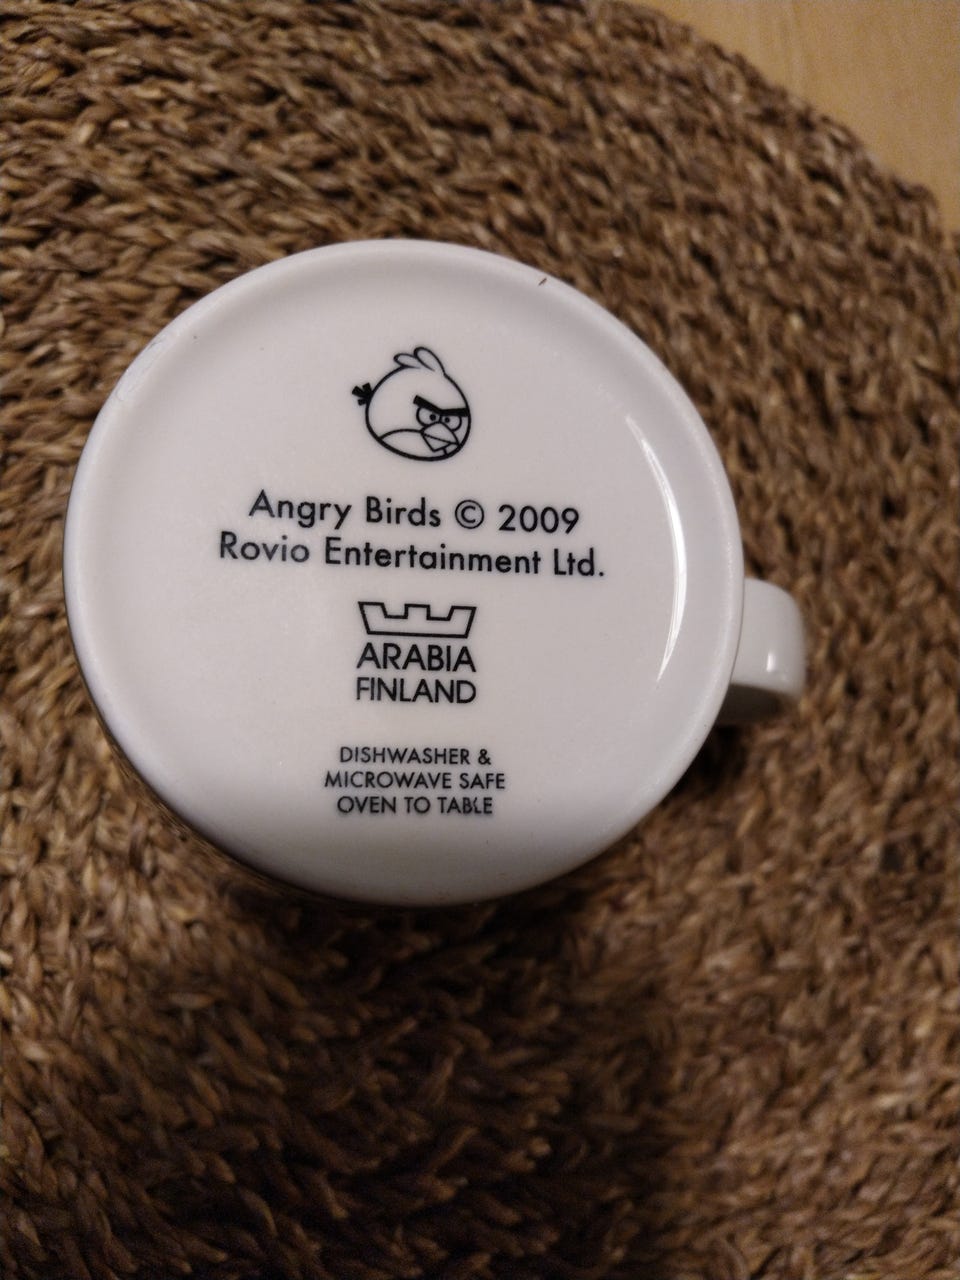 Angry Birds © 2009
Rovio Entertainment Ltd.
ARABIA
FINLAND
DISHWASHER &
MICROWAVE SAFE
OVEN TO TABLE